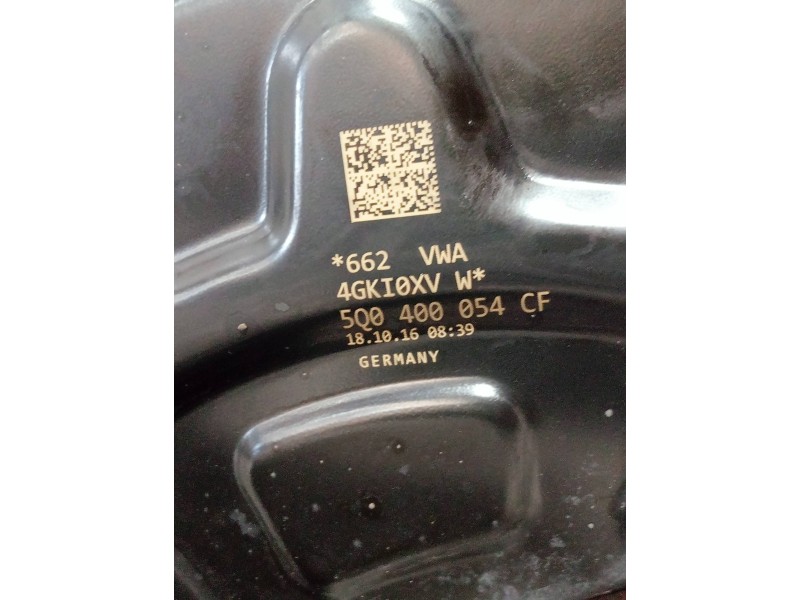 *662 VWA
4GKI0XV W*
5Q0 400 054 CF
18.10.16 08:39
GERMANY